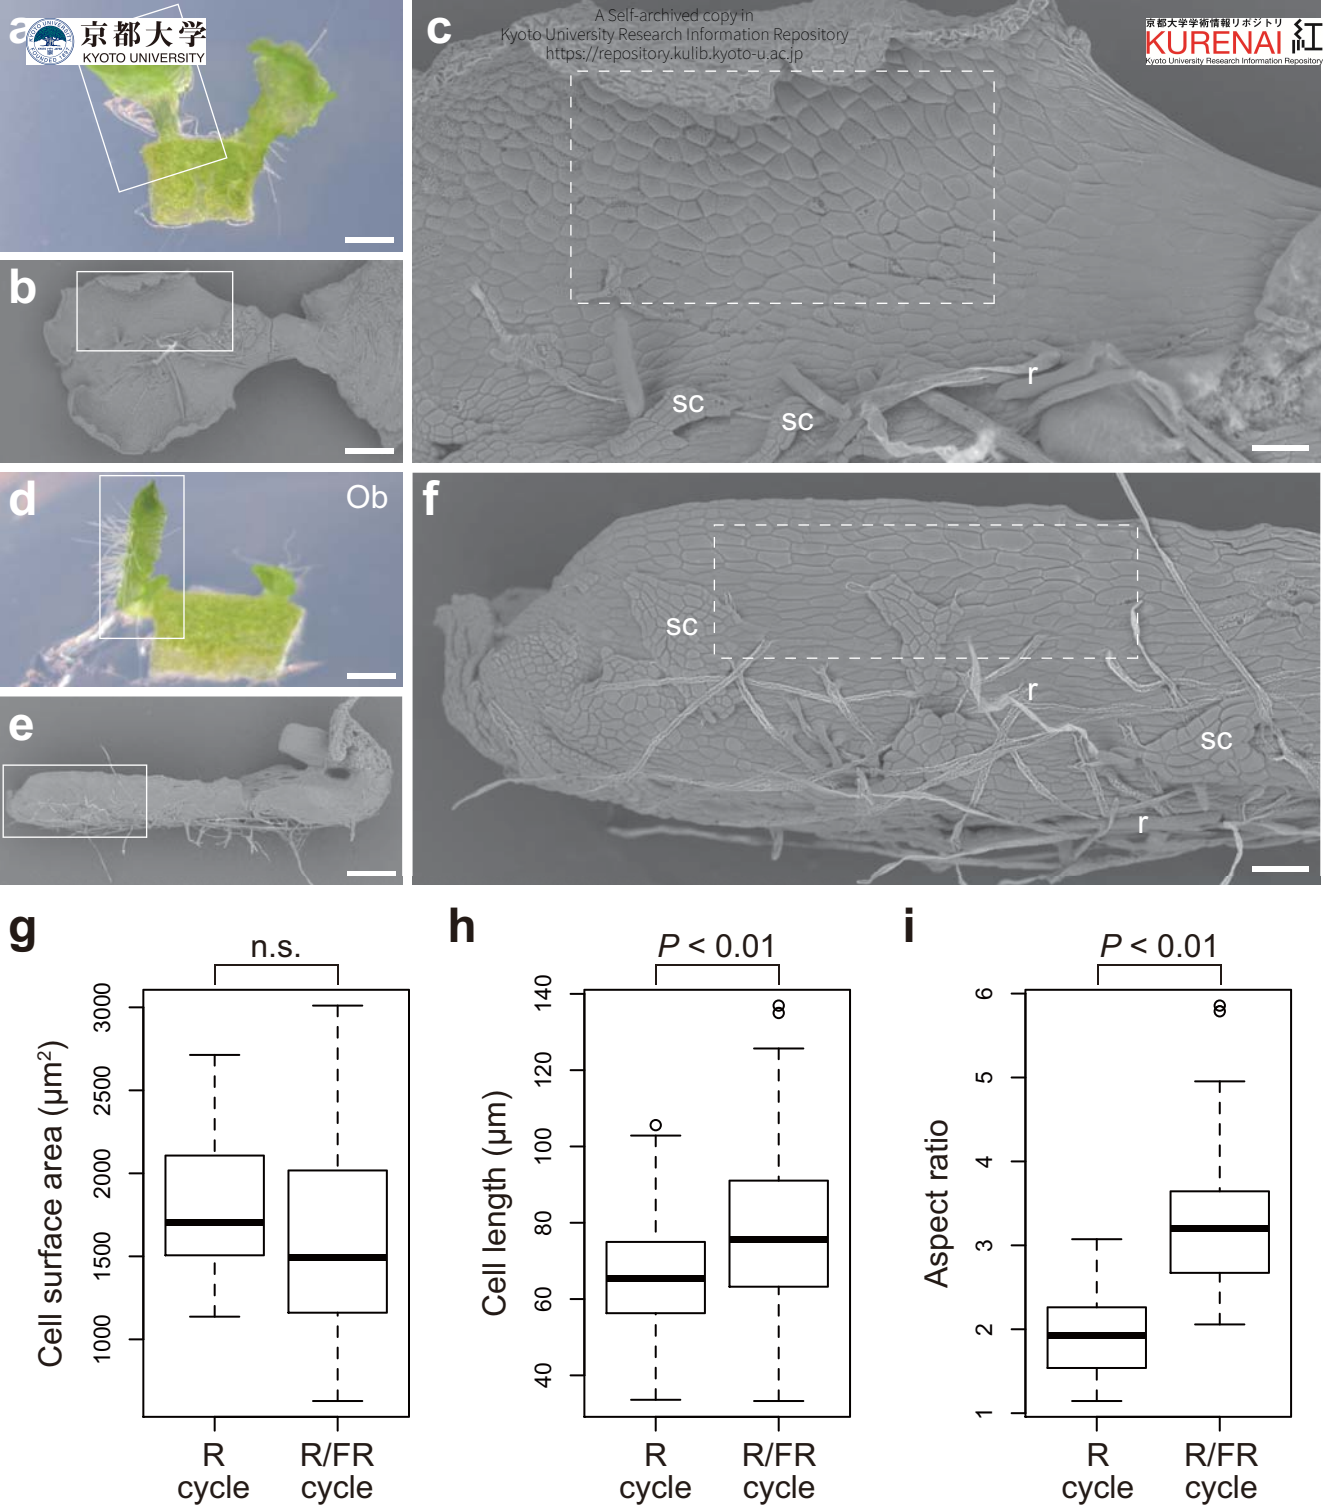 a
京都大学
KYOTO UNIVERSITY
A Self-archived copy in
Kyoto University Research Information Repository
https://repository.kulib.kyoto-u.ac.jp
京都大学学術情報リポジトリ
KURENAI 紅
Kyoto University Research Information Repository
c
b
sc
sc
r
d
Ob
f
sc
r
sc
r
e
g
n.s.
Cell surface area (µm²)
1000
1500
2000
2500
3000
R
cycle
R/FR
cycle
h
P < 0.01
Cell length (µm)
40
60
80
100
120
140
R
cycle
R/FR
cycle
i
P < 0.01
Aspect ratio
1
2
3
4
5
6
R
cycle
R/FR
cycle